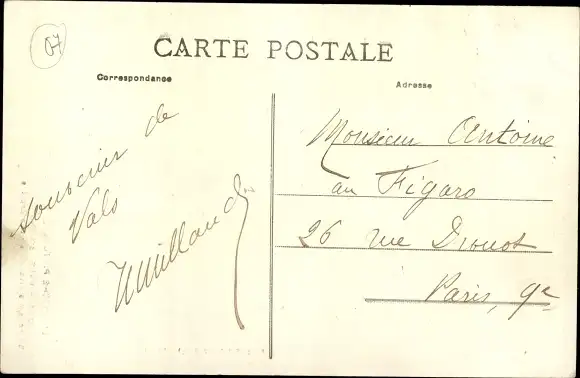 07
CARTE POSTALE
Correspondance
Adresse
Souvenir de
Vals
Monsieur Antoine
au Figaro
26 rue Drouot
Paris, 9e